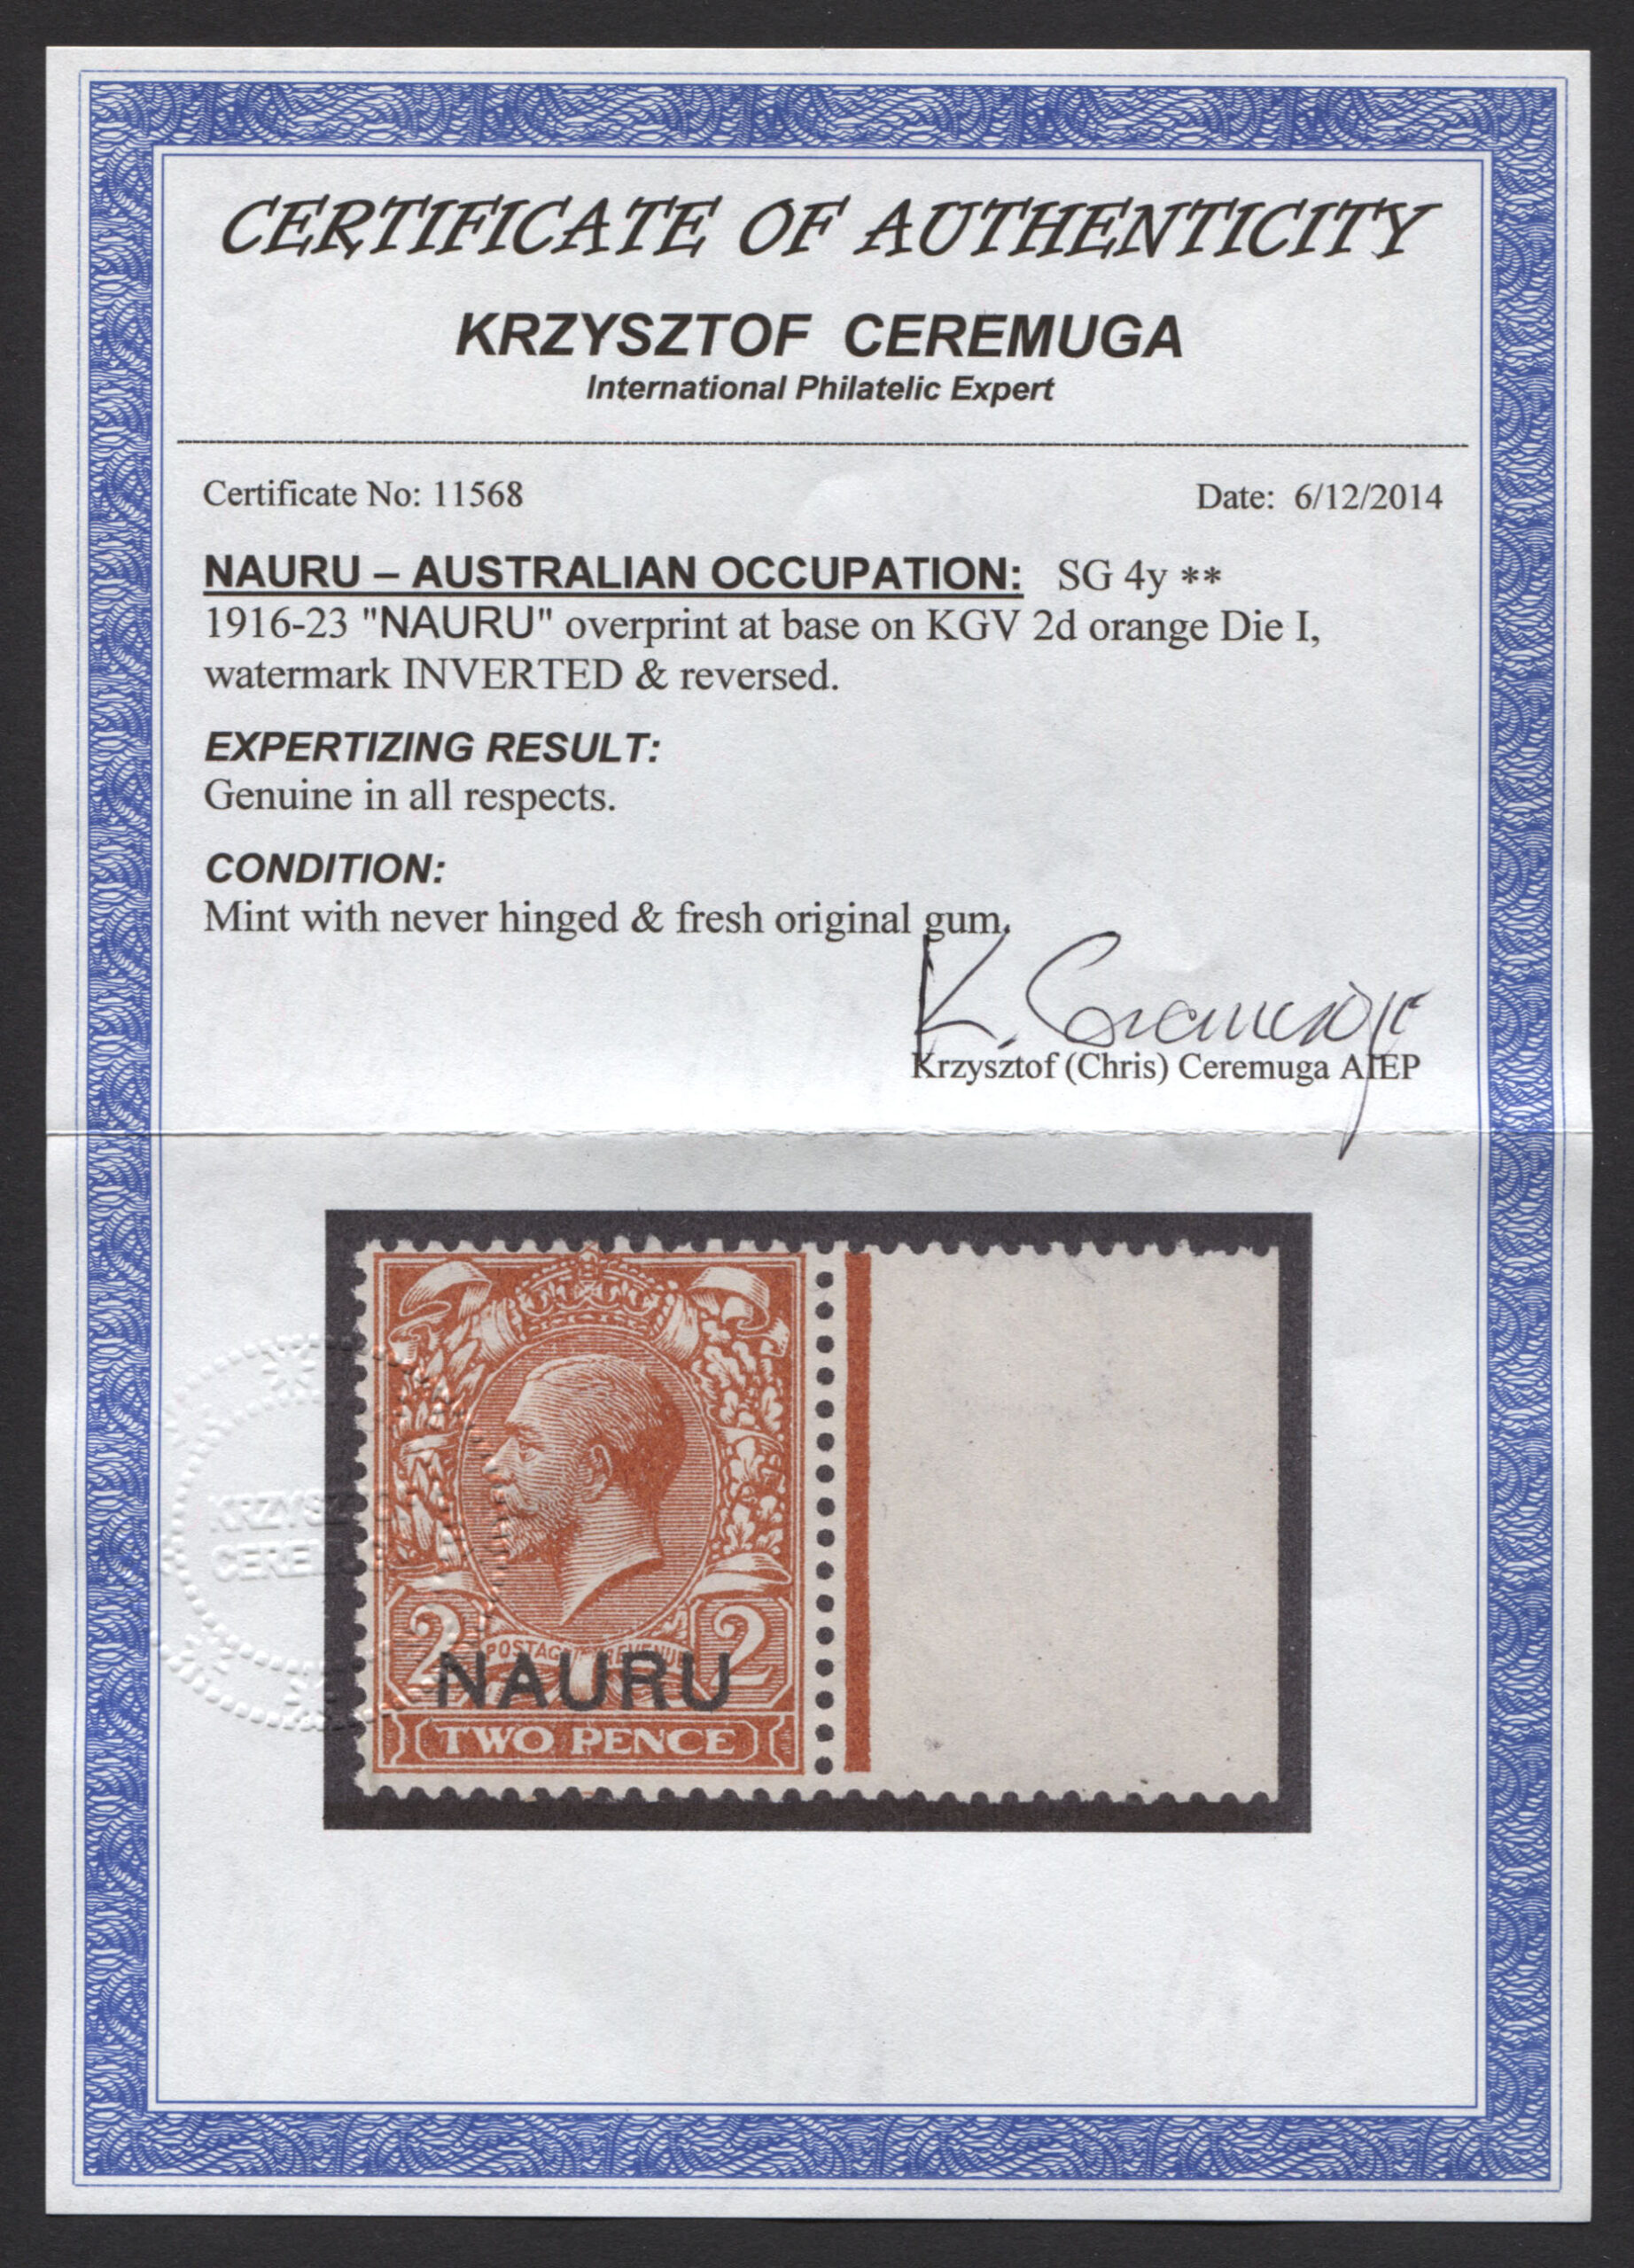 CERTIFICATE OF AUTHENTICITY
KRZYSZTOF CEREMUGA
International Philatelic Expert
Certificate No: 11568 Date: 6/12/2014
NAURU – AUSTRALIAN OCCUPATION: SG 4y **
1916-23 "NAURU" overprint at base on KGV 2d orange Die I,
watermark INVERTED & reversed.
EXPERTIZING RESULT:
Genuine in all respects.
CONDITION:
Mint with never hinged & fresh original gum.
K. Ceremuga
Krzysztof (Chris) Ceremuga AIEP
KRZYSZTOF
CEREMUGA
2 POSTAGE REVENUE 2
NAURU
TWO PENCE